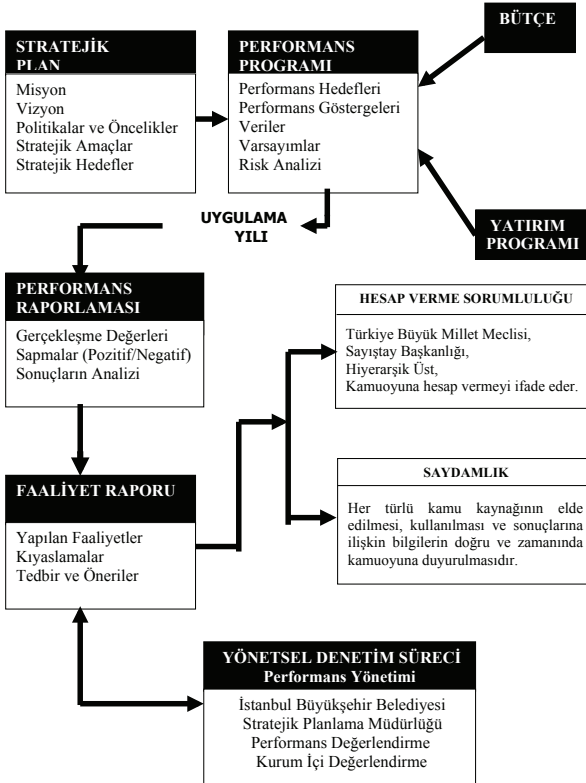 BÜTÇE
STRATEJİK
PLAN
Misyon
Vizyon
Politikalar ve Öncelikler
Stratejik Amaçlar
Stratejik Hedefler
PERFORMANS
PROGRAMI
Performans Hedefleri
Performans Göstergeleri
Veriler
Varsayımlar
Risk Analizi
YATIRIM
PROGRAMI
UYGULAMA
YILI
PERFORMANS
RAPORLAMASI
Gerçekleşme Değerleri
Sapmalar (Pozitif/Negatif)
Sonuçların Analizi
HESAP VERME SORUMLULUĞU
Türkiye Büyük Millet Meclisi,
Sayıştay Başkanlığı,
Hiyerarşik Üst,
Kamuoyuna hesap vermeyi ifade eder.
FAALİYET RAPORU
Yapılan Faaliyetler
Kıyaslamalar
Tedbir ve Öneriler
SAYDAMLIK
Her türlü kamu kaynağının elde
edilmesi, kullanılması ve sonuçlarına
ilişkin bilgilerin doğru ve zamanında
kamuoyuna duyurulmasıdır.
YÖNETSEL DENETİM SÜRECİ
Performans Yönetimi
İstanbul Büyükşehir Belediyesi
Stratejik Planlama Müdürlüğü
Performans Değerlendirme
Kurum İçi Değerlendirme